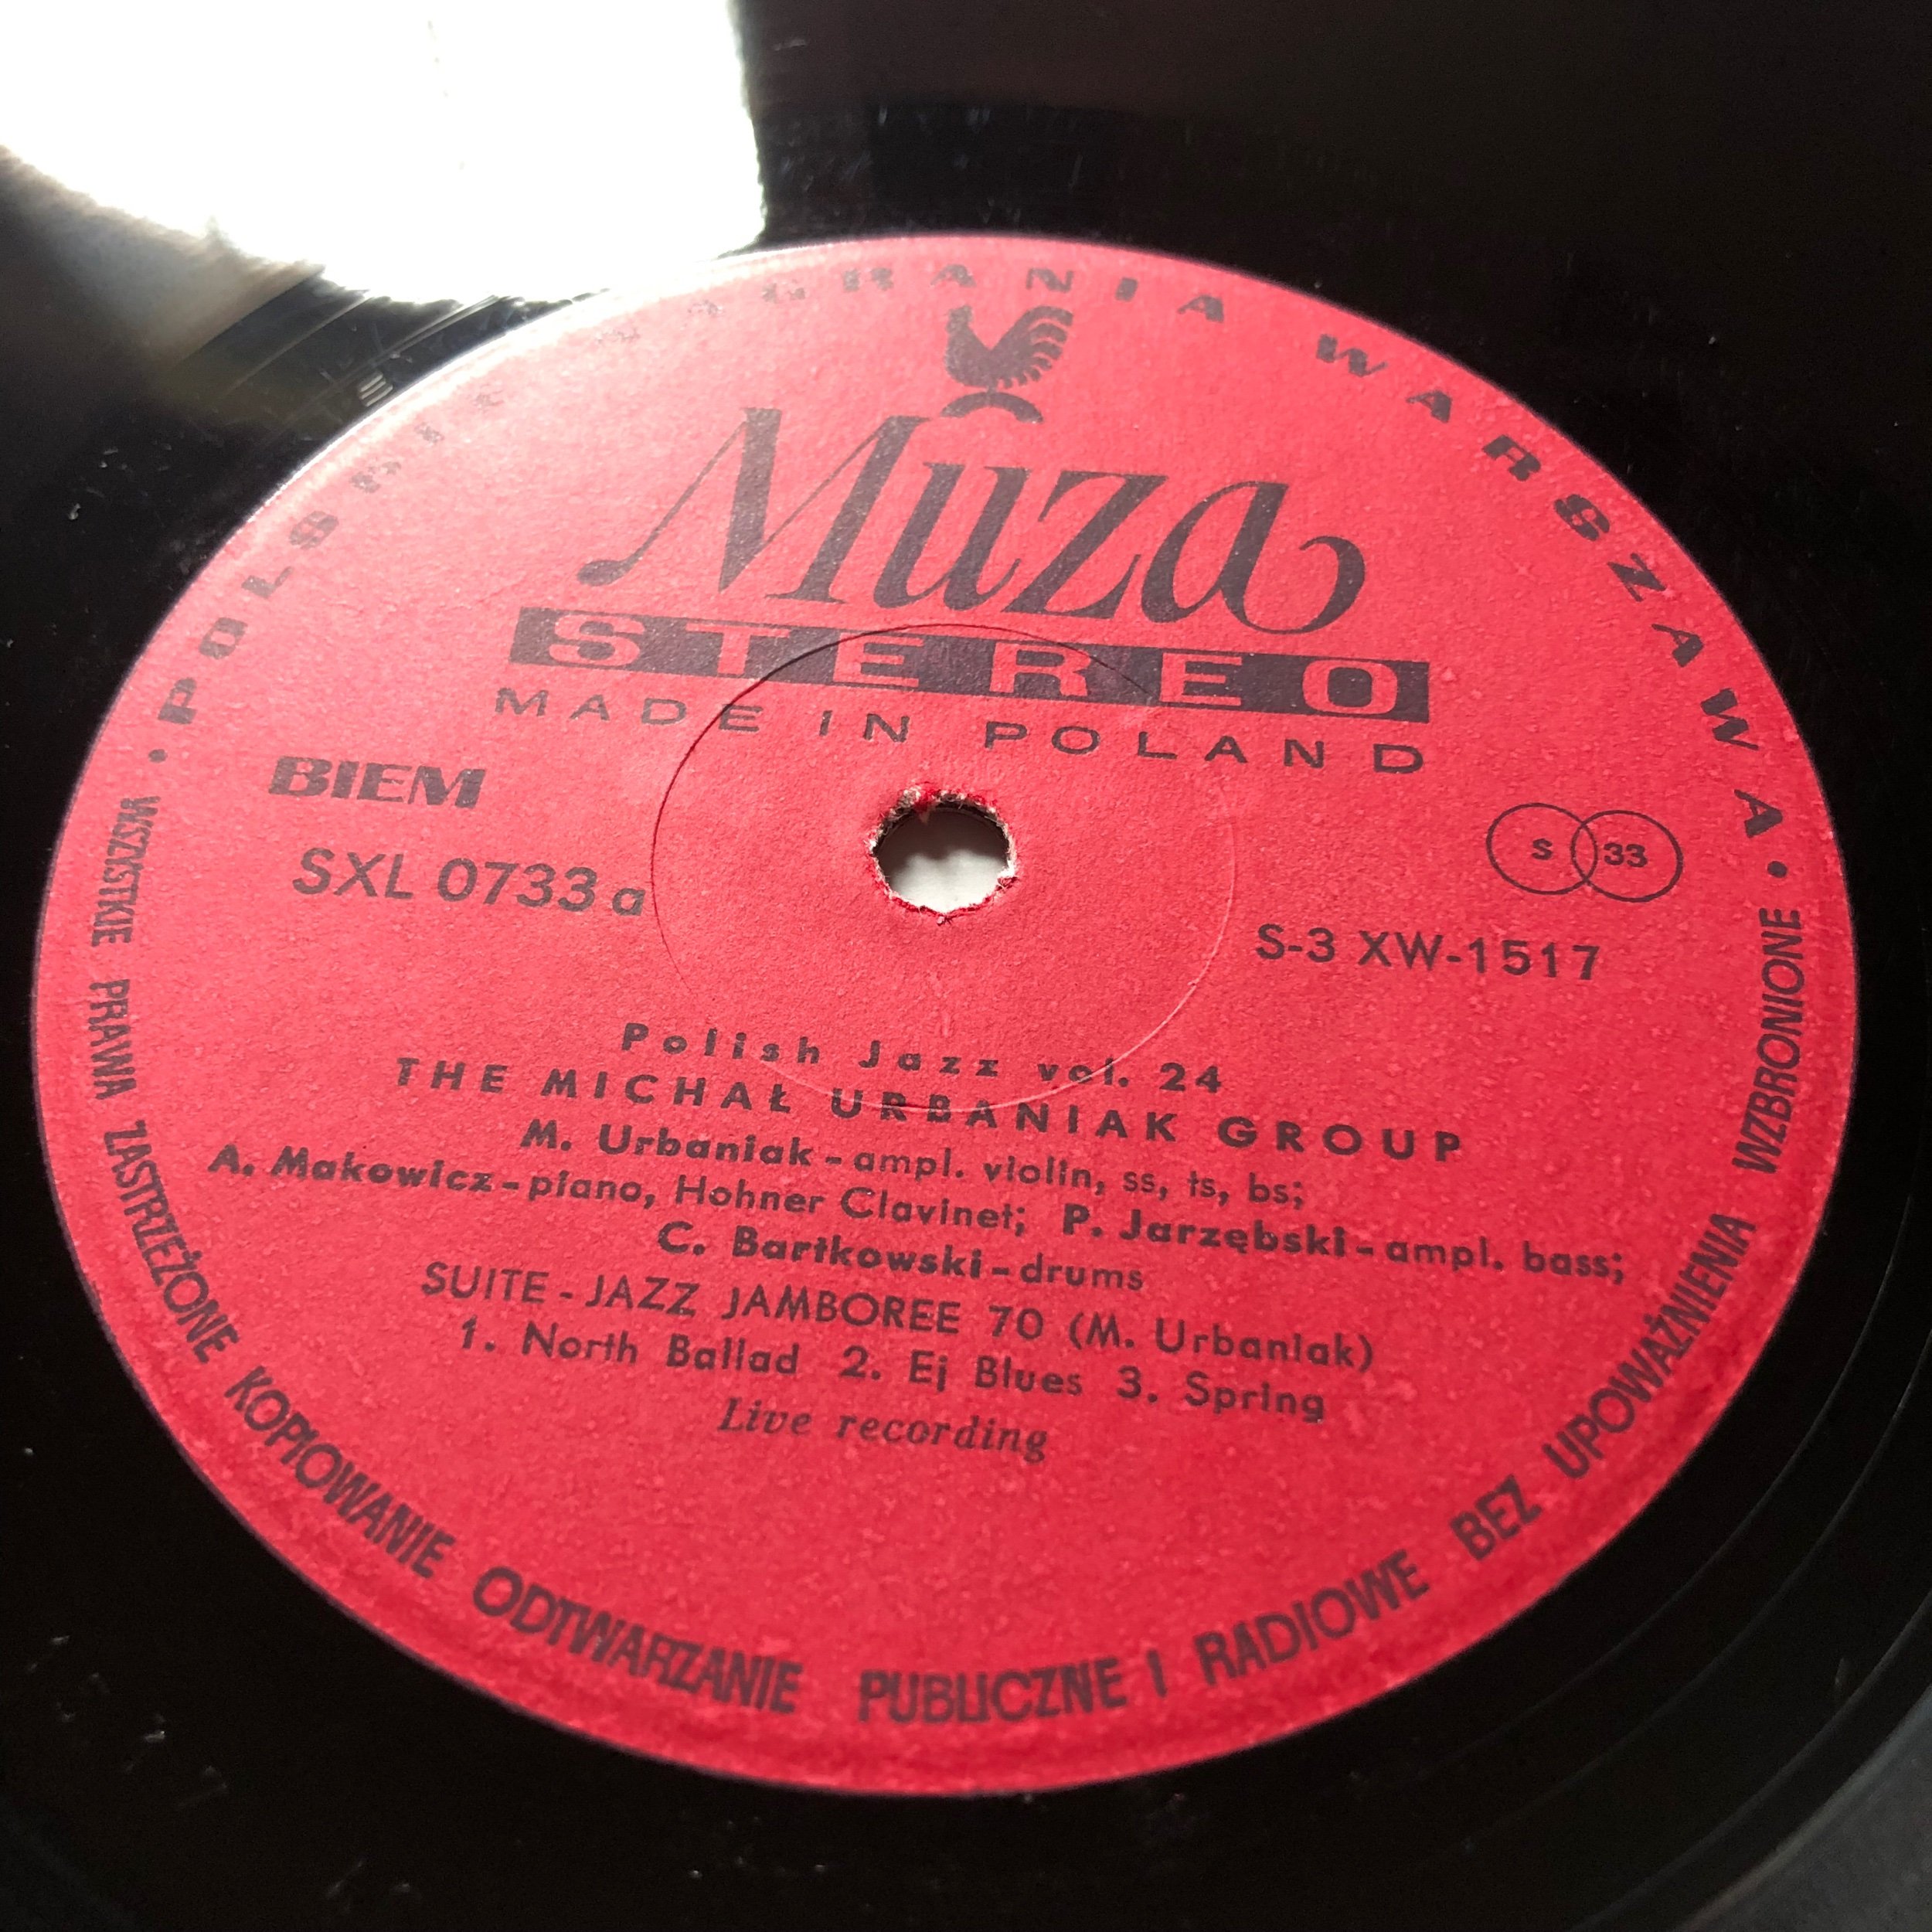 POLSKIE NAGRANIA WARSZAWA
Muza
STEREO
MADE IN POLAND
BIEM
SXL 0733 a
S 33
S-3 XW-1517
Polish Jazz vol. 24
THE MICHAŁ URBANIAK GROUP
M. Urbaniak - ampl. violin, ss, ts, bs;
A. Makowicz - piano, Hohner Clavinet; P. Jarzębski - ampl. bass;
C. Bartkowski - drums
SUITE - JAZZ JAMBOREE 70 (M. Urbaniak)
1. North Ballad 2. Ej Blues 3. Spring
Live recording
WSZYSTKIE PRAWA ZASTRZEŻONE KOPIOWANIE ODTWARZANIE PUBLICZNE I RADIOWE BEZ UPOWAŻNIENIA WZBRONIONE